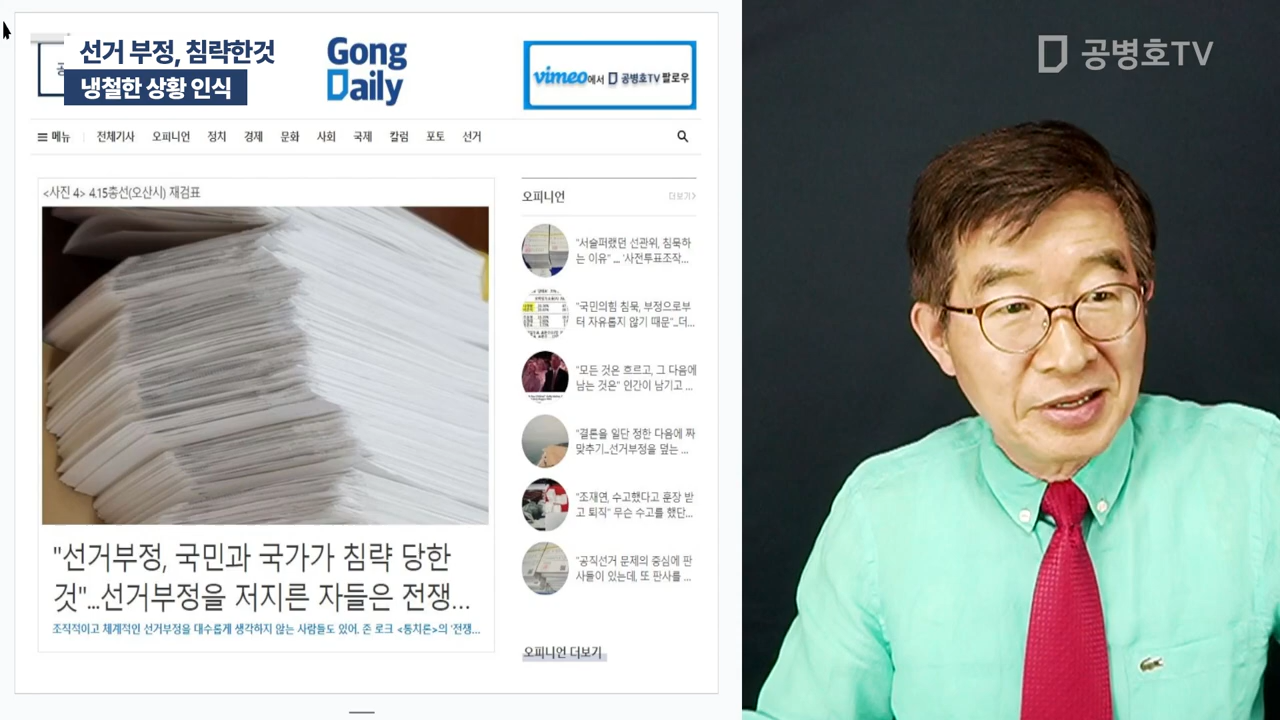 선거 부정, 침략한것
냉철한 상황 인식
Gong
Daily
vimeo에서 공병호TV 팔로우
공병호TV
메뉴
전체기사 오피니언 정치 경제 문화 사회 국제 칼럼 포토 선거
<사진 4> 4.15총선(오산시) 재검표
"선거부정, 국민과 국가가 침략 당한
것"...선거부정을 저지른 자들은 전쟁...
조직적이고 체계적인 선거부정을 대수롭게 생각하지 않는 사람들도 있어. 존 로크 <통치론>의 '전쟁...
오피니언 더보기>
"서슬퍼랬던 선관위, 침묵하
는 이유" ... '사전투표조작...
"국민의힘 침묵, 부정으로부
터 자유롭지 않기 때문"...더...
"모든 것은 흐르고, 그 다음에
남는 것은" 인간이 남기고 ...
"결론을 일단 정한 다음에 짜
맞추기...선거부정을 덮는 ...
"조재연, 수고했다고 훈장 받
고 퇴직" 무슨 수고를 했단...
"공직선거 문제의 중심에 판
사들이 있는데, 또 판사를 ...
오피니언 더보기